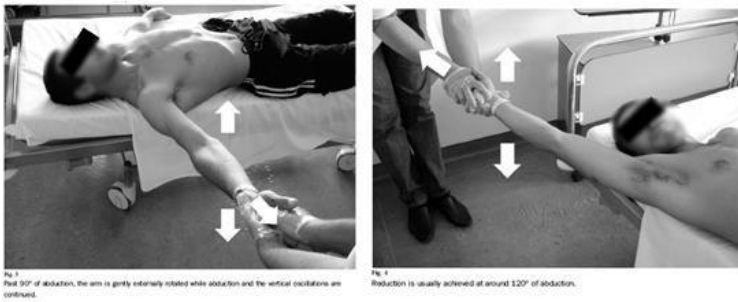 Fig. 3
Past 90° of abduction, the arm is gently externally rotated while abduction and the vertical oscillations are
continued.
Fig. 4
Reduction is usually achieved at around 120° of abduction.